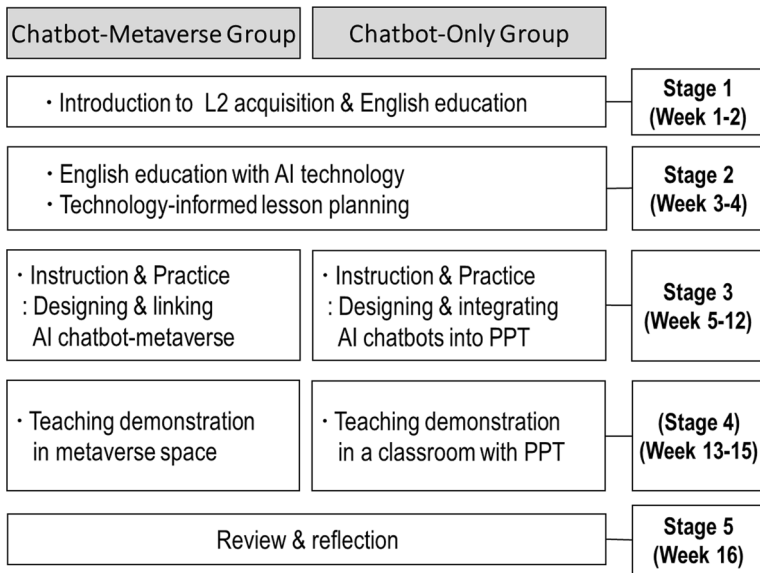 Chatbot-Metaverse Group
Chatbot-Only Group
・Introduction to L2 acquisition & English education
Stage 1
(Week 1-2)
・English education with AI technology
・Technology-informed lesson planning
Stage 2
(Week 3-4)
・Instruction & Practice
: Designing & linking
AI chatbot-metaverse
・Instruction & Practice
: Designing & integrating
AI chatbots into PPT
Stage 3
(Week 5-12)
・Teaching demonstration
in metaverse space
・Teaching demonstration
in a classroom with PPT
(Stage 4)
(Week 13-15)
Review & reflection
Stage 5
(Week 16)